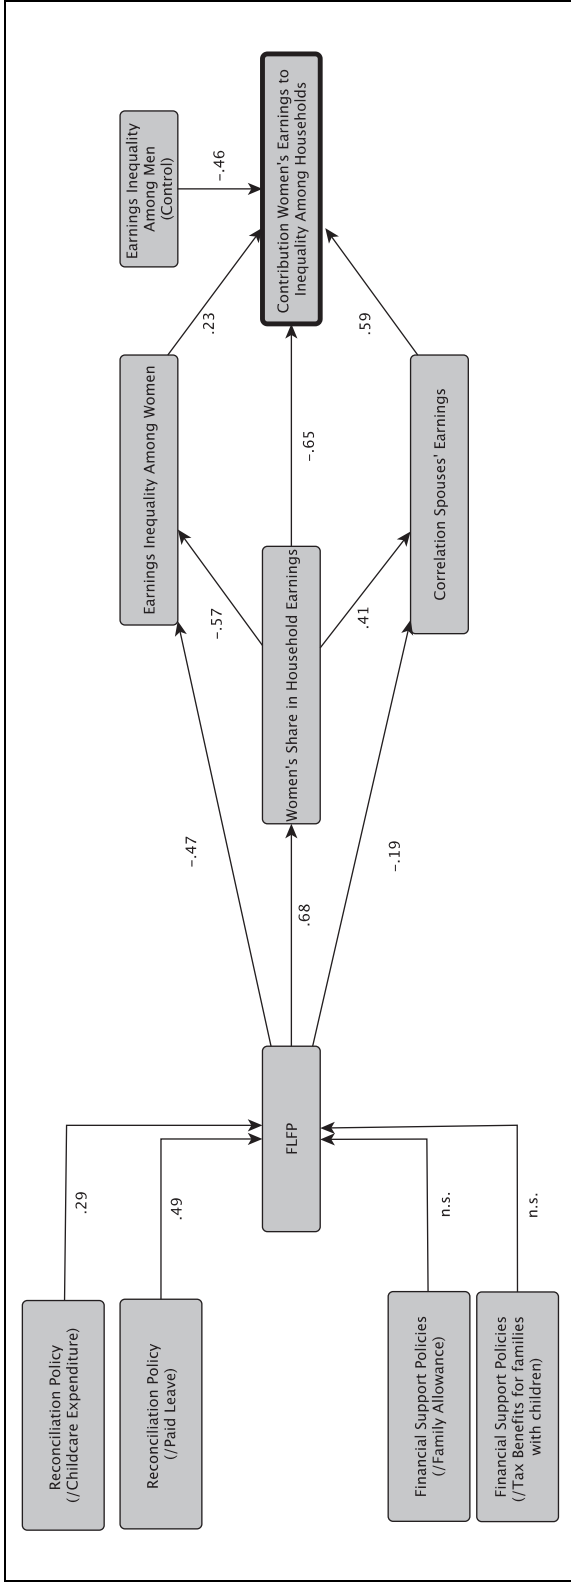 Reconciliation Policy
(/Childcare Expenditure)
.29
Reconciliation Policy
(/Paid Leave)
.49
Financial Support Policies
(/Family Allowance)
n.s.
Financial Support Policies
(/Tax Benefits for families
with children)
n.s.
FLFP
–.47
.68
–.19
Women's Share in Household Earnings
–.57
.41
Earnings Inequality Among Women
.23
–.65
Correlation Spouses' Earnings
.59
Earnings Inequality
Among Men
(Control)
–.46
Contribution Women's Earnings to
Inequality Among Households